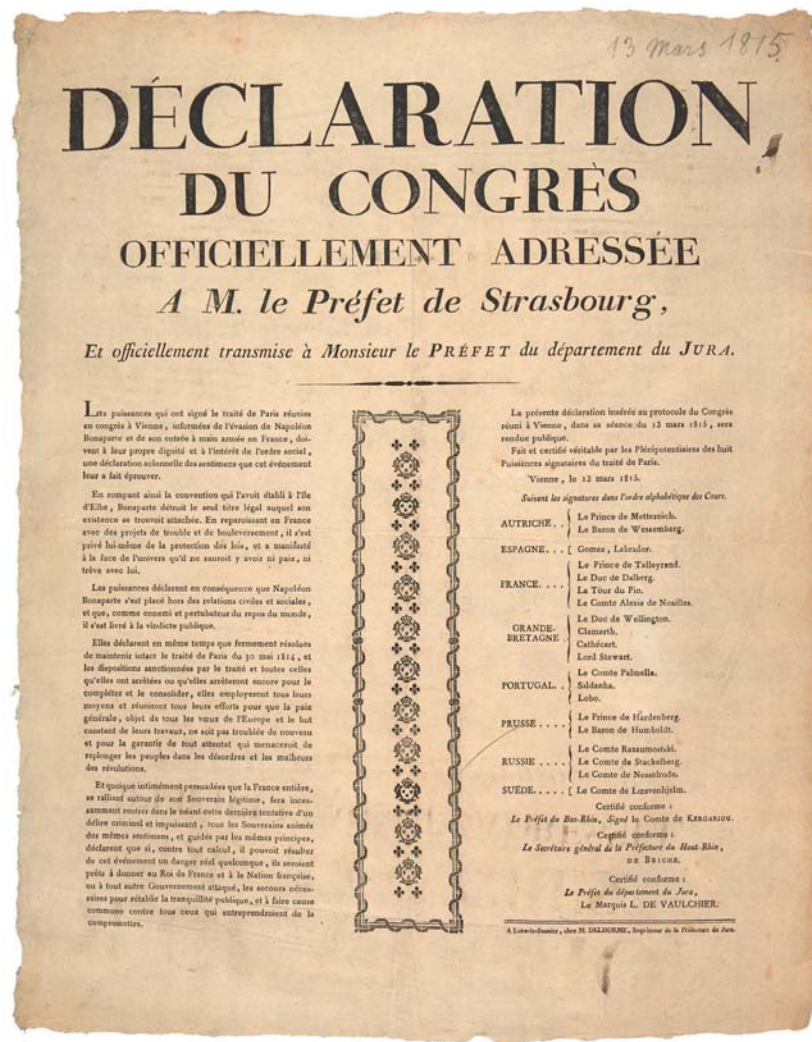 13 Mars 1815
DÉCLARATION
DU CONGRÈS
OFFICIELLEMENT ADRESSÉE
A M. le Préfet de Strasbourg,
Et officiellement transmise à Monsieur le PRÉFET du département du JURA.
Les puissances qui ont signé le traité de Paris réunies
en congrès à Vienne, informées de l'évasion de Napoléon
Bonaparte et de son entrée à main armée en France, doi-
vent à leur propre dignité et à l'intérêt de l'ordre social,
une déclaration solennelle des sentimens que cet événement
leur a fait éprouver.
En rompant ainsi la convention qui l'avoit établi à l'île
d'Elbe, Bonaparte détruit le seul titre légal auquel son
existence se trouvoit attachée. En reparoissant en France
avec des projets de trouble et de bouleversement, il s'est
privé lui-même de la protection des lois, et a manifesté
à la face de l'univers qu'il ne sauroit y avoir ni paix, ni
trêve avec lui.
Les puissances déclarent en conséquence que Napoléon
Bonaparte s'est placé hors des relations civiles et sociales,
et que, comme ennemi et pertubateur du repos du monde,
il s'est livré à la vindicte publique.
Elles déclarent en même temps que fermement résolues
de maintenir intact le traité de Paris du 30 mai 1814, et
les dispositions sanctionnées par le traité et toutes celles
qu'elles ont arrêtées ou qu'elles arrêteront encore pour le
compléter et le consolider, elles employeront tous leurs
moyens et réuniront tous leurs efforts pour que la paix
générale, objet de tous les vœux de l'Europe et le but
constant de leurs travaux, ne soit pas troublée de nouveau
et pour la garantir de tout attentat qui menaceroit de
replonger les peuples dans les désordres et les malheurs
des révolutions.
Et quoique intimément persuadées que la France entière,
se ralliant autour de son Souverain légitime, fera inces-
samment rentrer dans le néant cette dernière tentative d'un
délire criminel et impuissant, tous les Souverains animés
des mêmes sentimens, et guidés par les mêmes principes,
déclarent que si, contre tout calcul, il pouvoit résulter
de cet événement un danger réel quelconque, ils seroient
prêts à donner au Roi de France et à la Nation française,
ou à tout autre Gouvernement attaqué, les secours néces-
saires pour rétablir la tranquillité publique, et à faire cause
commune contre tous ceux qui entreprendroient de la
compromettre.
La présente déclaration insérée au protocole du Congrès
réuni à Vienne, dans sa séance du 13 mars 1815, sera
rendue publique.
Fait et certifié véritable par les Plénipotentiaires des huit
Puissances signataires du traité de Paris.
Vienne, le 13 mars 1815.
Suivent les signatures dans l'ordre alphabétique des Cours.
AUTRICHE. . Le Prince de Metternich.
Le Baron de Wessemberg.
ESPAGNE. . . Gomez, Labrador.
FRANCE. . . . Le Prince de Talleyrand.
Le Duc de Dalberg.
La Tour du Pin.
Le Comte Alexis de Noailles.
GRANDE-BRETAGNE Le Duc de Wellington.
Clamarth.
Cathécart.
Lord Stewart.
PORTUGAL. . Le Comte Palmella.
Saldanha.
Lobo.
PRUSSE . . . . Le Prince de Hardenberg.
Le Baron de Humboldt.
RUSSIE . . . . Le Comte Razaumoffski.
Le Comte de Stackelberg.
Le Comte de Nesselrode.
SUÉDE. . . . . Le Comte de Lœvenhjelm.
Certifié conforme :
Le Préfet du Bas-Rhin, Signé le Comte de KERGARIOU.
Certifié conforme :
Le Secrétaire général de la Préfecture du Haut-Rhin,
DE BRICHE.
Certifié conforme :
Le Préfet du département du Jura,
Le Marquis L. DE VAULCHIER.
A Lons-le-Saunier, chez M. DELHORME, Imprimeur de la Préfecture du Jura.